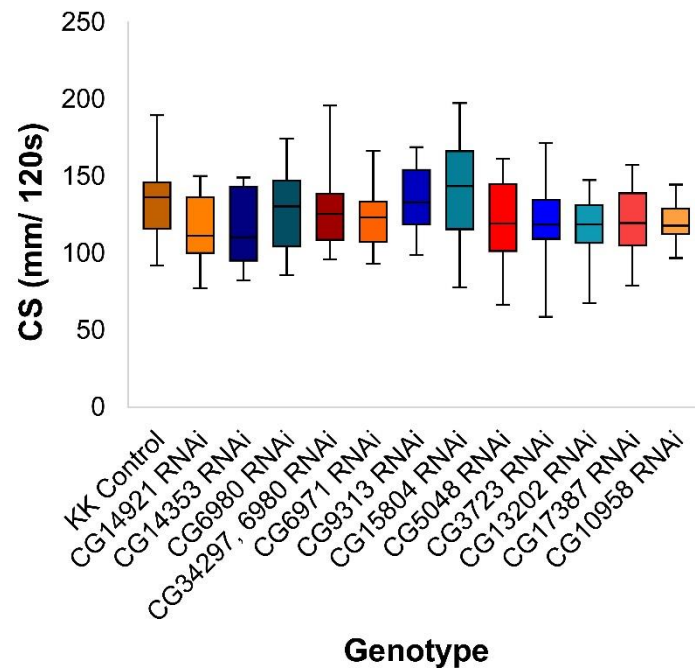 250
200
150
100
50
0
CS (mm/ 120s)
KK Control
CG14921 RNAi
CG14353 RNAi
CG6980 RNAi
CG34297, 6980 RNAi
CG6971 RNAi
CG9313 RNAi
CG15804 RNAi
CG5048 RNAi
CG3723 RNAi
CG13202 RNAi
CG17387 RNAi
CG10958 RNAi
Genotype